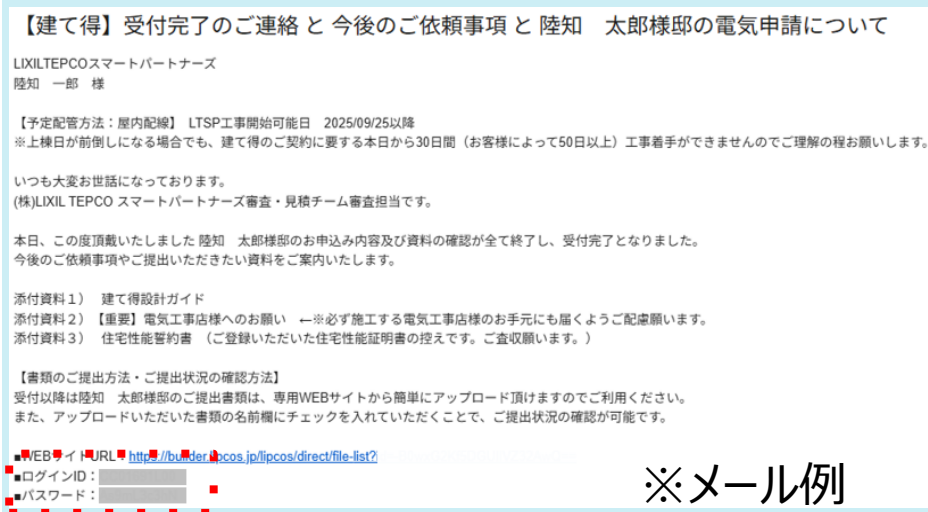 【建て得】受付完了のご連絡 と 今後のご依頼事項 と 陸知　太郎様邸の電気申請について
LIXILTEPCOスマートパートナーズ
陸知　一郎　様
【予定配管方法：屋内配線】 LTSP工事開始可能日　2025/09/25以降
※上棟日が前倒しになる場合でも、建て得のご契約に要する本日から30日間（お客様によって50日以上）工事着手ができませんのでご理解の程お願いします。
いつも大変お世話になっております。
(株)LIXIL TEPCO スマートパートナーズ審査・見積チーム審査担当です。
本日、この度頂戴いたしました 陸知　太郎様邸のお申込み内容及び資料の確認が全て終了し、受付完了となりました。
今後のご依頼事項やご提出いただきたい資料をご案内いたします。
添付資料１）　建て得設計ガイド
添付資料２）【重要】電気工事店様へのお願い　←※必ず施工する電気工事店様のお手元にも届くようご配慮願います。
添付資料３）　住宅性能誓約書　（ご登録いただいた住宅性能証明書の控えです。ご査収願います。）
【書類のご提出方法・ご提出状況の確認方法】
受付以降は陸知　太郎様邸のご提出書類は、専用WEBサイトから簡単にアップロード頂けますのでご利用ください。
また、アップロードいただいた書類の名前欄にチェックを入れていただくことで、ご提出状況の確認が可能です。
■WEBサイトURL：https://builder.lipcos.jp/lipcos/direct/file-list?
■ログインID：
■パスワード：
※メール例